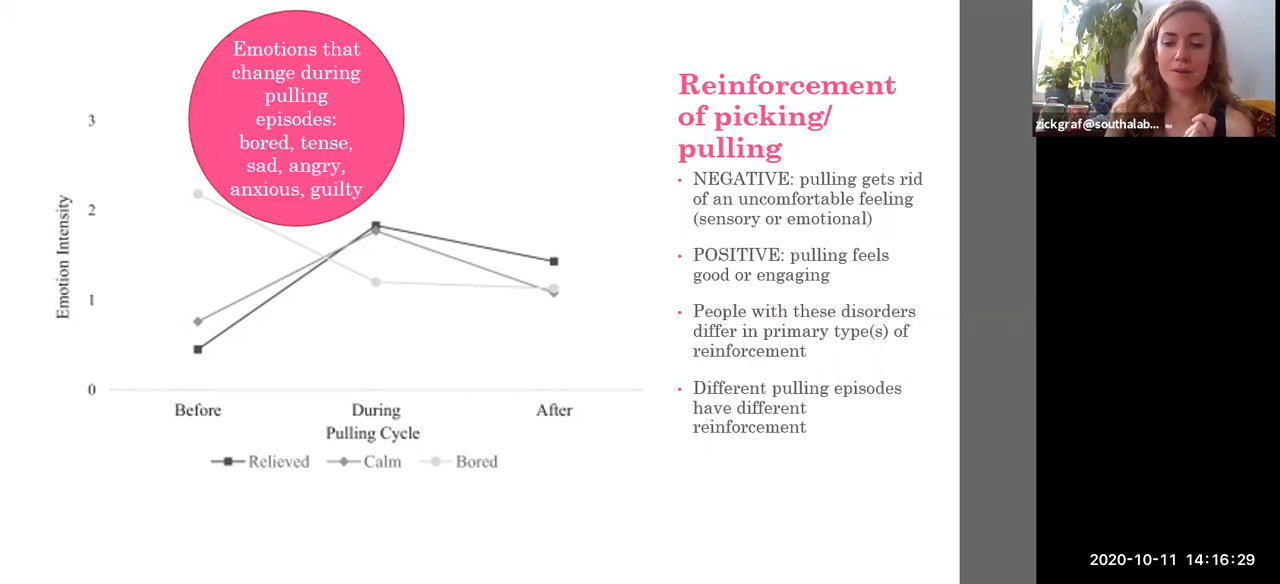 Emotions that
change during
pulling
episodes:
bored, tense,
sad, angry,
anxious, guilty
3
2
1
0
Emotion Intensity
Before
During
After
Pulling Cycle
Relieved
Calm
Bored
Reinforcement
of picking/
pulling
• NEGATIVE: pulling gets rid
of an uncomfortable feeling
(sensory or emotional)
• POSITIVE: pulling feels
good or engaging
• People with these disorders
differ in primary type(s) of
reinforcement
• Different pulling episodes
have different
reinforcement
zickgraf@southalab...
2020-10-11 14:16:29